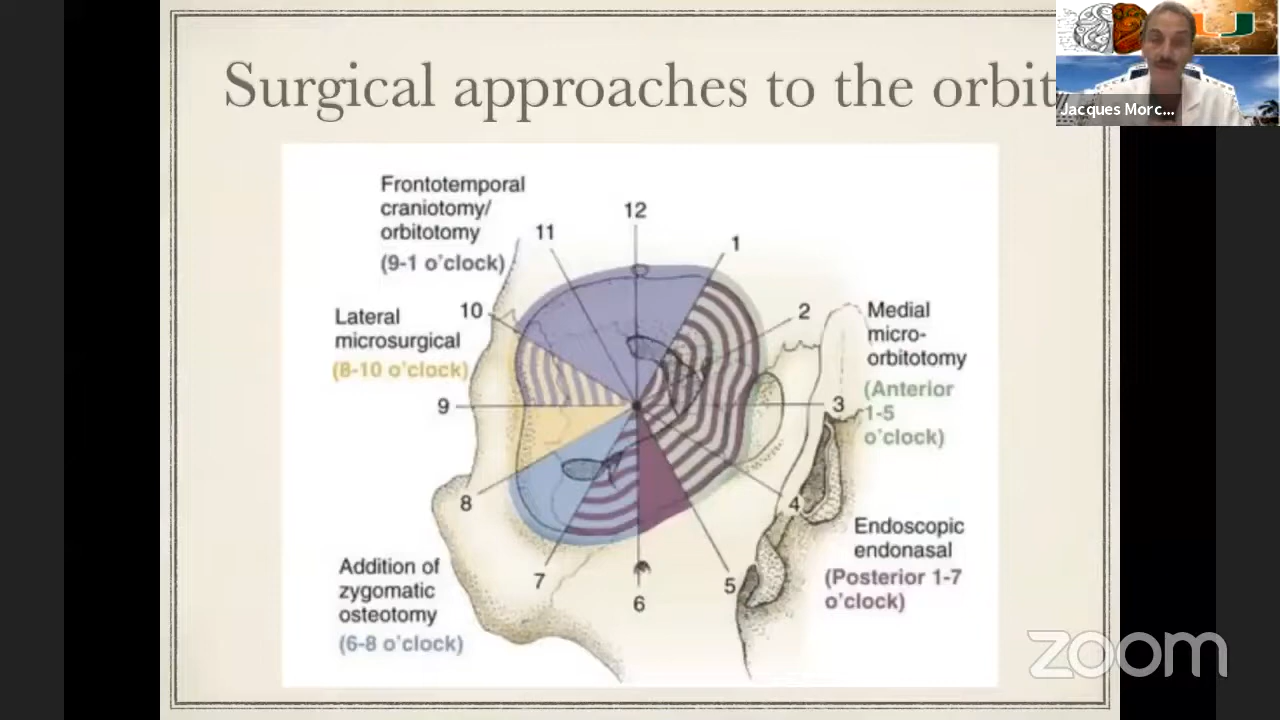 Surgical approaches to the orbit
Jacques Morc...
Frontotemporal
craniotomy/
orbitotomy
(9-1 o'clock)
12
11
1
Lateral
microsurgical
(8-10 o'clock)
10
2
Medial
micro-
orbitotomy
(Anterior
1-5
o'clock)
9
3
8
4
Endoscopic
endonasal
(Posterior 1-7
o'clock)
Addition of
zygomatic
osteotomy
(6-8 o'clock)
7
6
5
zoom